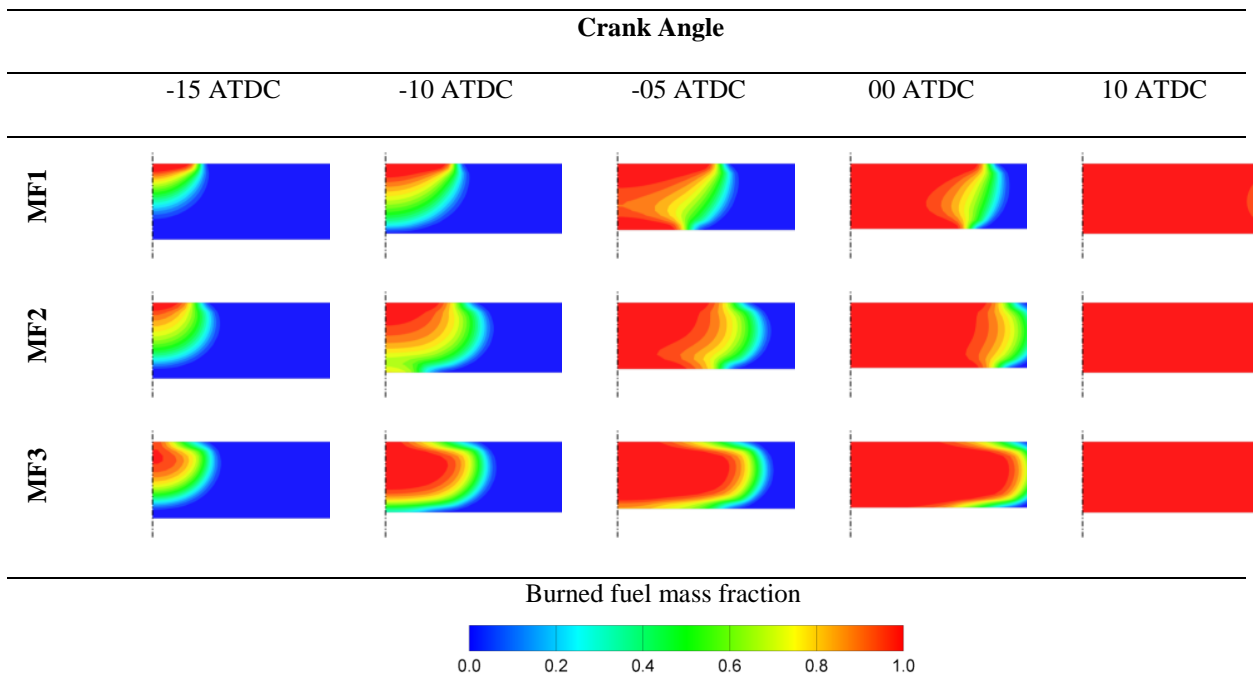 Crank Angle
-15 ATDC -10 ATDC -05 ATDC 00 ATDC 10 ATDC
MF1
MF2
MF3
Burned fuel mass fraction
0.0 0.2 0.4 0.6 0.8 1.0